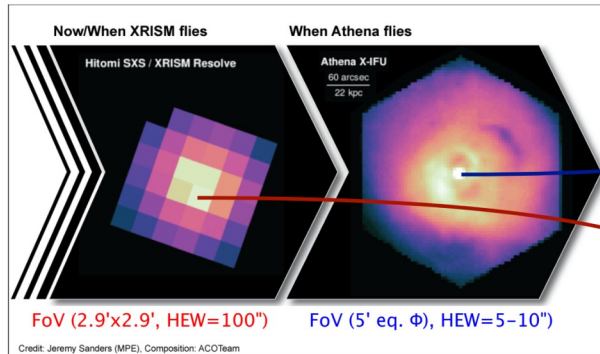 Now/When XRISM flies
When Athena flies
Hitomi SXS / XRISM Resolve
Athena X-IFU
60 arcsec
22 kpc
FoV (2.9'x2.9', HEW=100")
FoV (5' eq. Φ), HEW=5-10"
Credit: Jeremy Sanders (MPE), Composition: ACOTeam